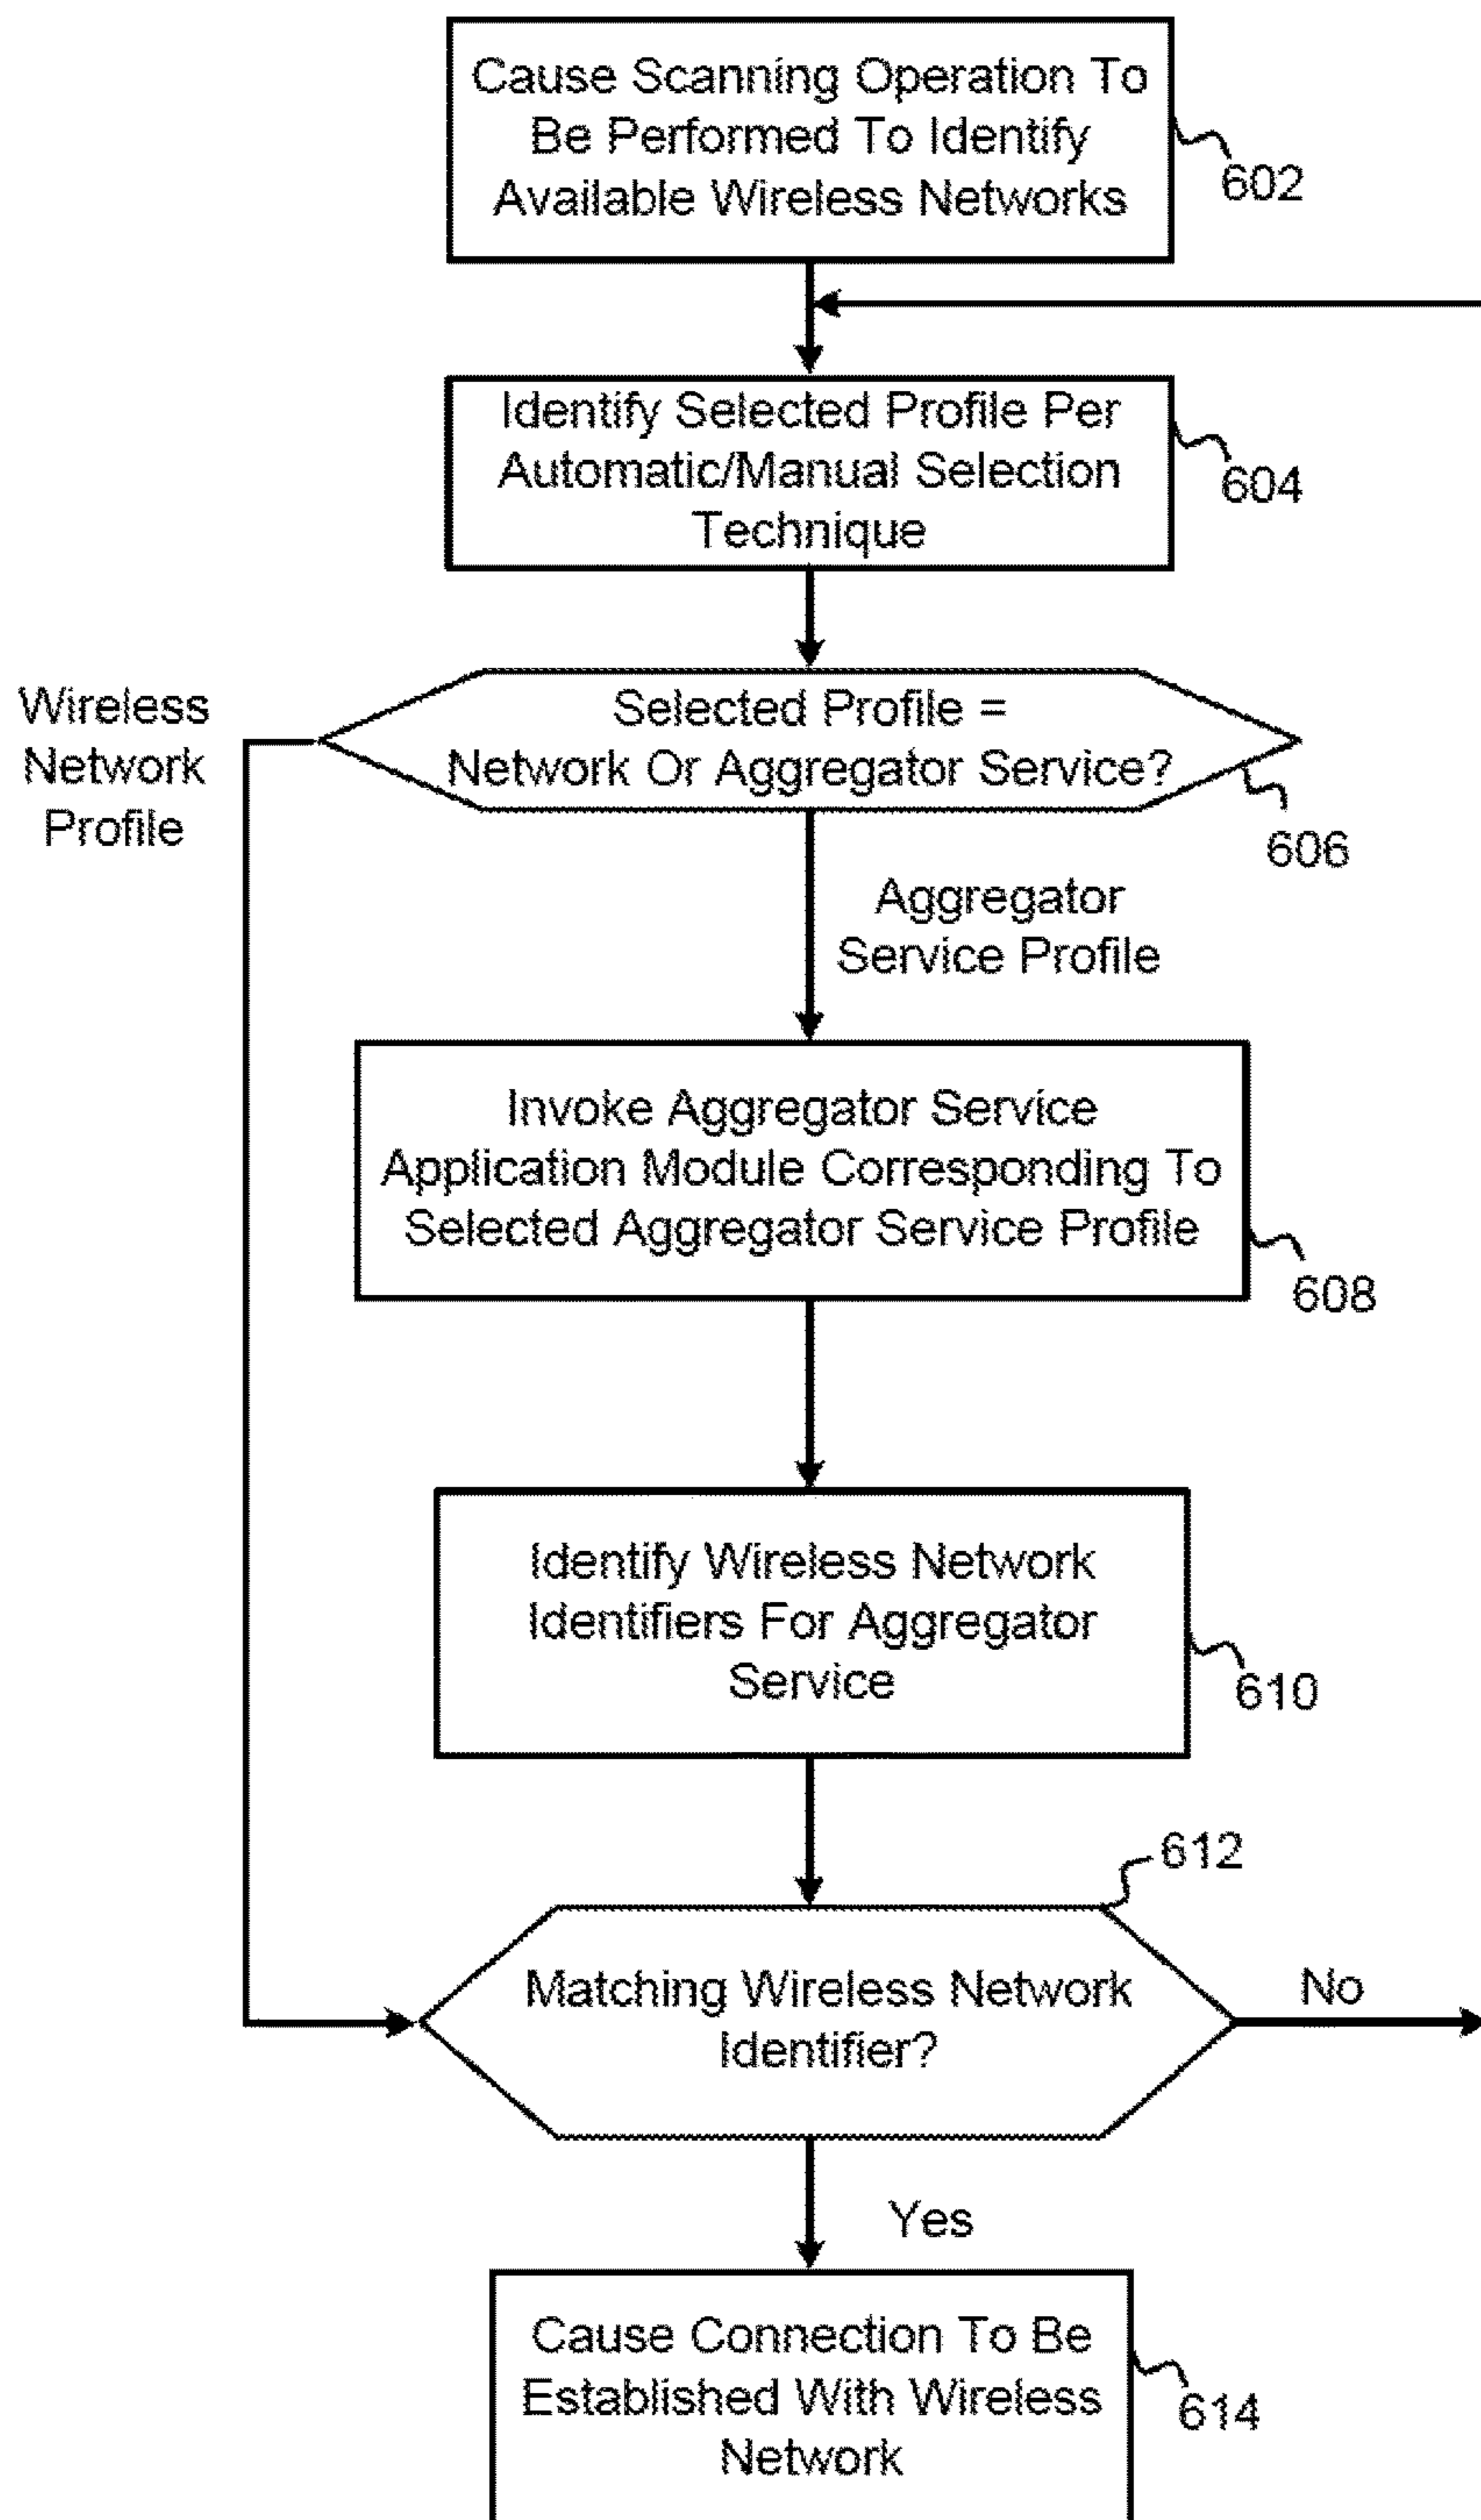 Cause Scanning Operation To
Be Performed To Identify
Available Wireless Networks
602
Identify Selected Profile Per
Automatic/Manual Selection
Technique
604
Wireless
Network
Profile
Selected Profile =
Network Or Aggregator Service?
606
Aggregator
Service Profile
Invoke Aggregator Service
Application Module Corresponding To
Selected Aggregator Service Profile
608
Identify Wireless Network
Identifiers For Aggregator
Service
610
612
Matching Wireless Network
Identifier?
No
Yes
Cause Connection To Be
Established With Wireless
Network
614